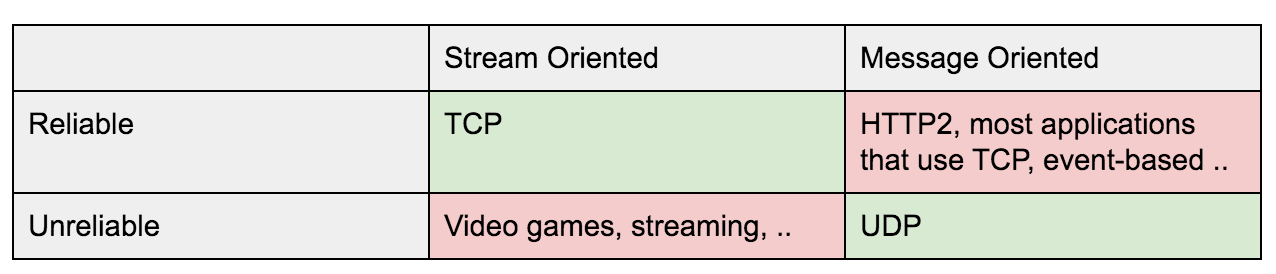 Stream Oriented
Message Oriented
Reliable
TCP
HTTP2, most applications
that use TCP, event-based ..
Unreliable
Video games, streaming, ..
UDP